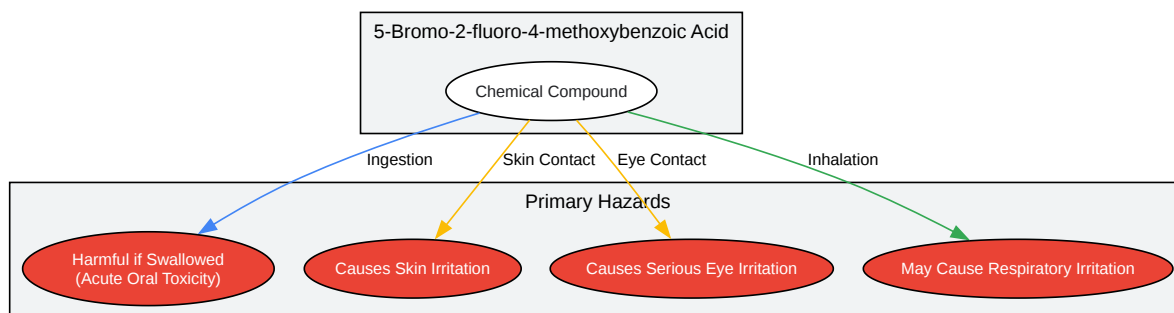 5-Bromo-2-fluoro-4-methoxybenzoic Acid
Chemical Compound
Ingestion
Skin Contact
Eye Contact
Inhalation
Primary Hazards
Harmful if Swallowed
(Acute Oral Toxicity)
Causes Skin Irritation
Causes Serious Eye Irritation
May Cause Respiratory Irritation